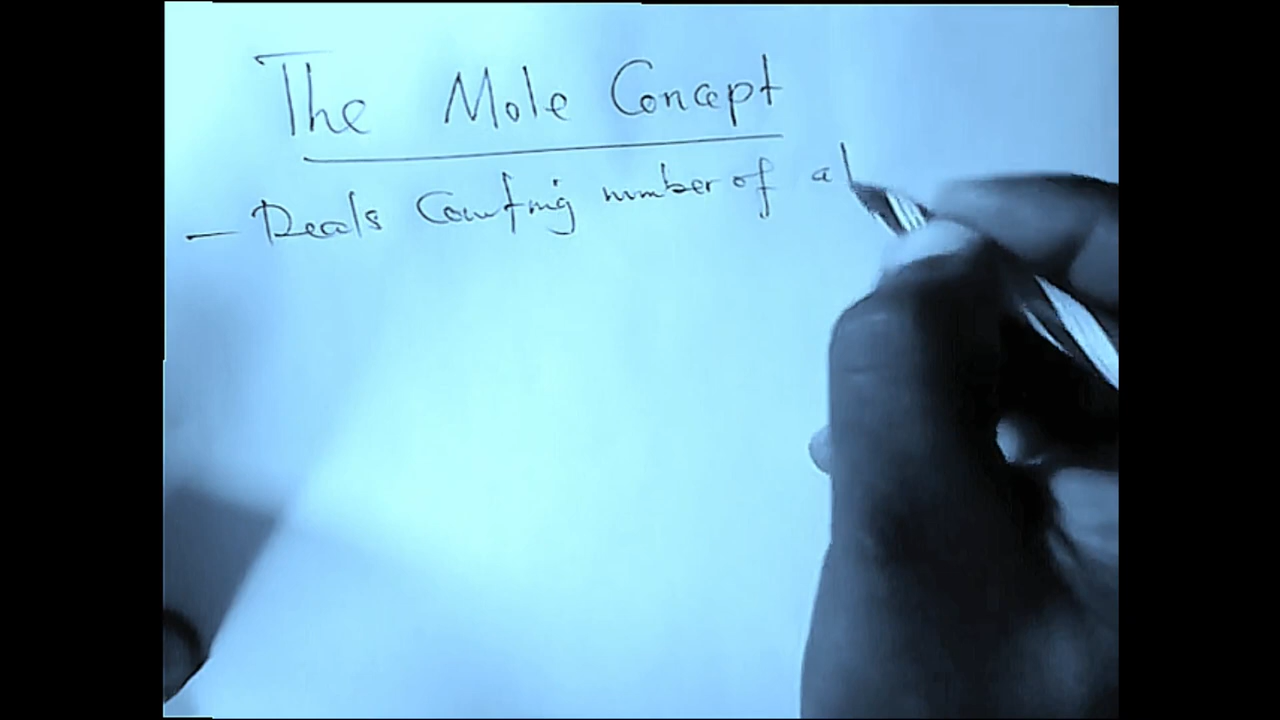 The Mole Concept
— Deals Counting number of a